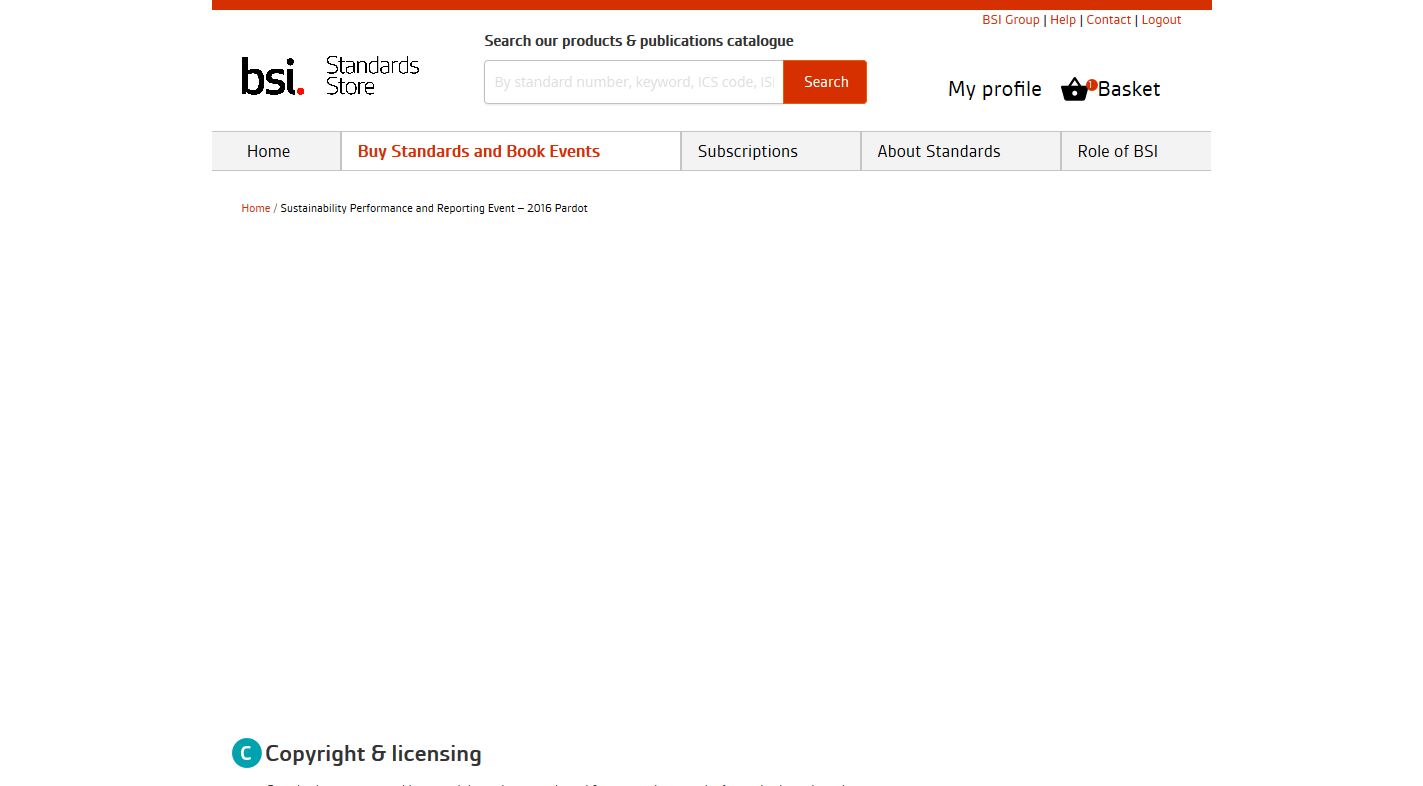 BSI Group | Help | Contact | Logout
Search our products & publications catalogue
bsi. Standards Store
By standard number, keyword, ICS code, ISI
Search
My profile
1
Basket
Home
Buy Standards and Book Events
Subscriptions
About Standards
Role of BSI
Home / Sustainability Performance and Reporting Event – 2016 Pardot
C Copyright & licensing